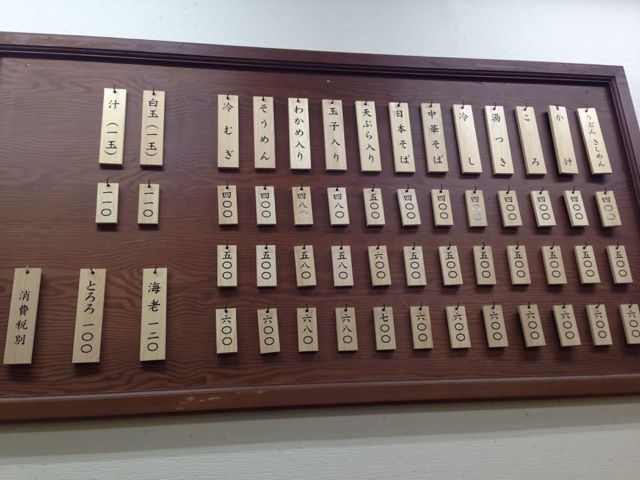 うどん きしめん
かけ
ころ
湯つき
冷し
中華そば
日本そば
天ぷら入り
玉子入り
わかめ入り
そうめん
冷むぎ
白玉(一玉)
汁(一玉)
四〇〇
四〇〇
四〇〇
四〇〇
四〇〇
四〇〇
四〇〇
五〇〇
四八〇
四八〇
四〇〇
四〇〇
一一〇
一一〇
五〇〇
五〇〇
五〇〇
五〇〇
五〇〇
五〇〇
五〇〇
六〇〇
五八〇
五八〇
五〇〇
五〇〇
六〇〇
六〇〇
六〇〇
六〇〇
六〇〇
六〇〇
六〇〇
七〇〇
六八〇
六八〇
六〇〇
六〇〇
海老 一二〇
とろろ 一〇〇
消費税別